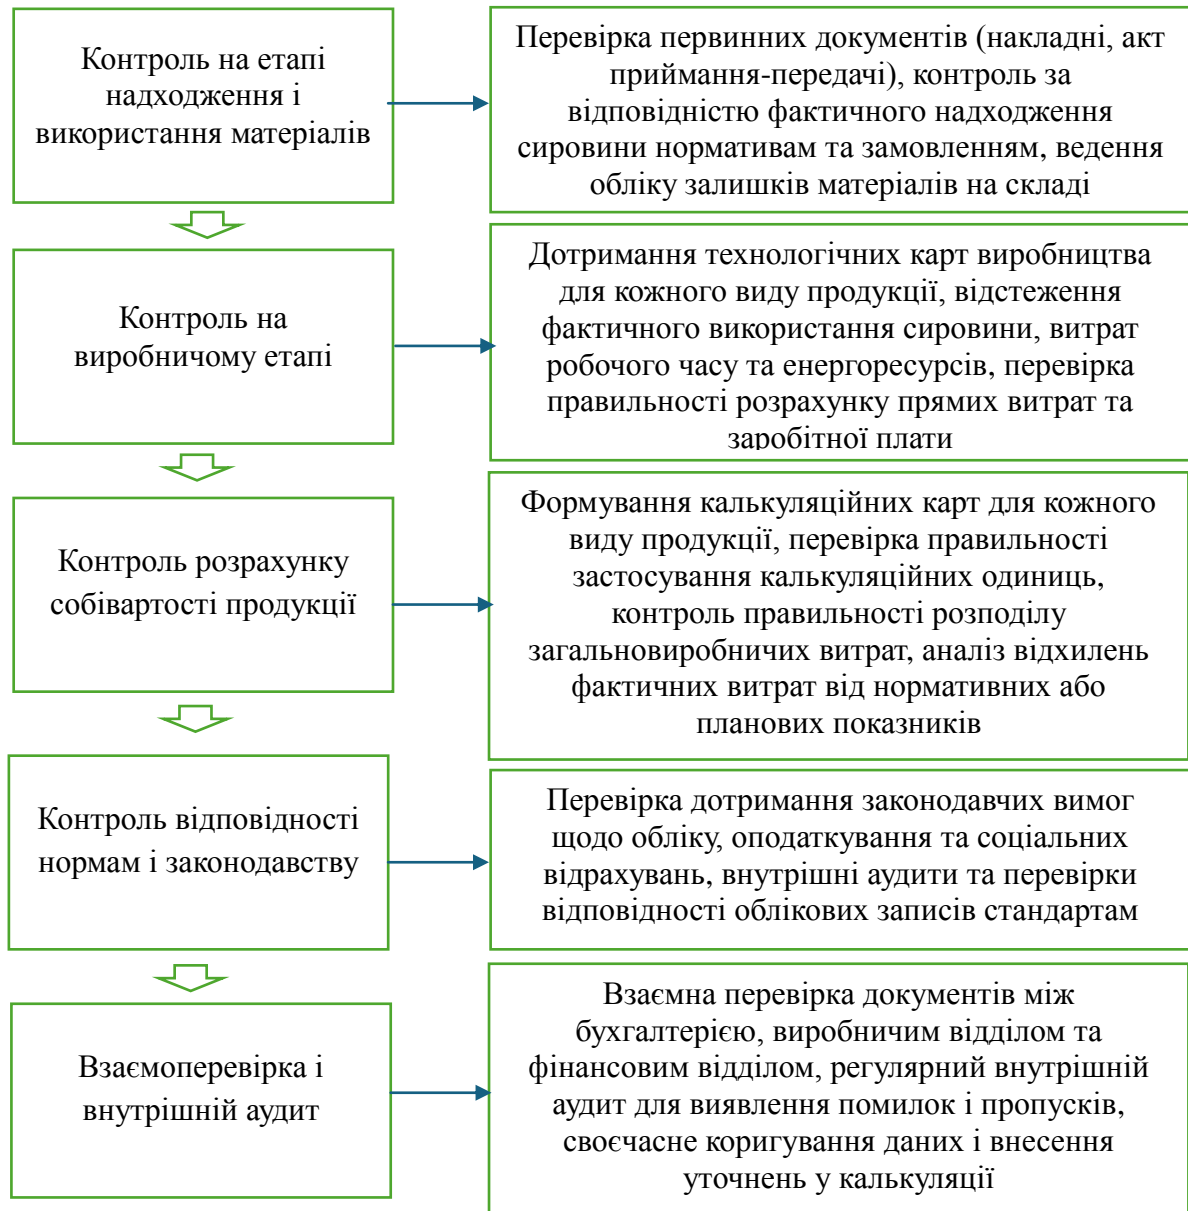 Контроль на етапі
надходження і
використання матеріалів
Перевірка первинних документів (накладні, акт
приймання-передачі), контроль за
відповідністю фактичного надходження
сировини нормативам та замовленням, ведення
обліку залишків матеріалів на складі
Контроль на
виробничому етапі
Дотримання технологічних карт виробництва
для кожного виду продукції, відстеження
фактичного використання сировини, витрат
робочого часу та енергоресурсів, перевірка
правильності розрахунку прямих витрат та
заробітної плати
Контроль розрахунку
собівартості продукції
Формування калькуляційних карт для кожного
виду продукції, перевірка правильності
застосування калькуляційних одиниць,
контроль правильності розподілу
загальновиробничих витрат, аналіз відхилень
фактичних витрат від нормативних або
планових показників
Контроль відповідності
нормам і законодавству
Перевірка дотримання законодавчих вимог
щодо обліку, оподаткування та соціальних
відрахувань, внутрішні аудити та перевірки
відповідності облікових записів стандартам
Взаємоперевірка і
внутрішній аудит
Взаємна перевірка документів між
бухгалтерією, виробничим відділом та
фінансовим відділом, регулярний внутрішній
аудит для виявлення помилок і пропусків,
своєчасне коригування даних і внесення
уточнень у калькуляції